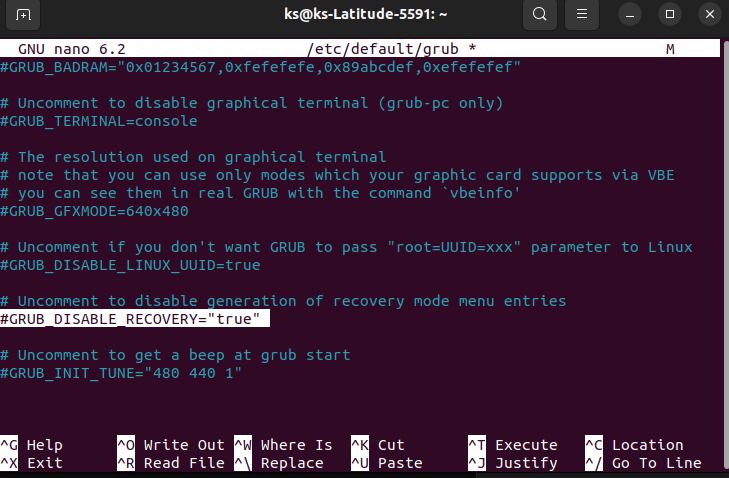 ks@ks-Latitude-5591: ~
GNU nano 6.2 /etc/default/grub * M
#GRUB_BADRAM="0x01234567,0xfefefefe,0x89abcdef,0xefefefef"
# Uncomment to disable graphical terminal (grub-pc only)
#GRUB_TERMINAL=console
# The resolution used on graphical terminal
# note that you can use only modes which your graphic card supports via VBE
# you can see them in real GRUB with the command `vbeinfo'
#GRUB_GFXMODE=640x480
# Uncomment if you don't want GRUB to pass "root=UUID=xxx" parameter to Linux
#GRUB_DISABLE_LINUX_UUID=true
# Uncomment to disable generation of recovery mode menu entries
#GRUB_DISABLE_RECOVERY="true"
# Uncomment to get a beep at grub start
#GRUB_INIT_TUNE="480 440 1"
^G Help ^O Write Out ^W Where Is ^K Cut ^T Execute ^C Location
^X Exit ^R Read File ^\ Replace ^U Paste ^J Justify ^/ Go To Line